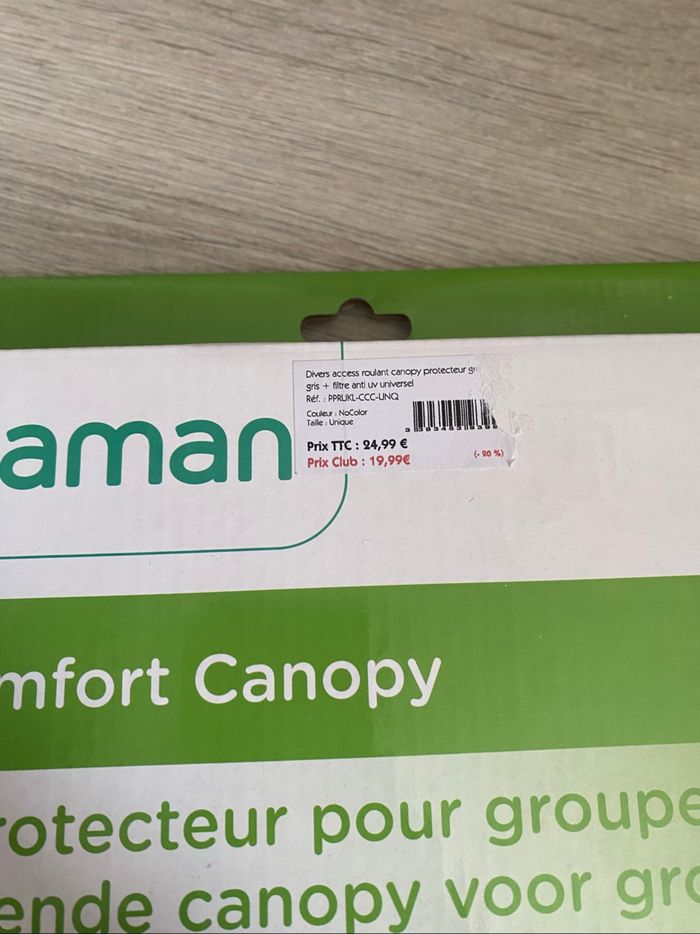 Divers access roulant canopy protecteur
gris + filtre anti uv universel
Réf. : PPRUKL-CCC-UNQ
Couleur : NoColor
Taille : Unique
Prix TTC : 24,99 €
Prix Club : 19,99€ (- 20 %)
aman
mfort Canopy
rotecteur pour groupe
ende canopy voor gro